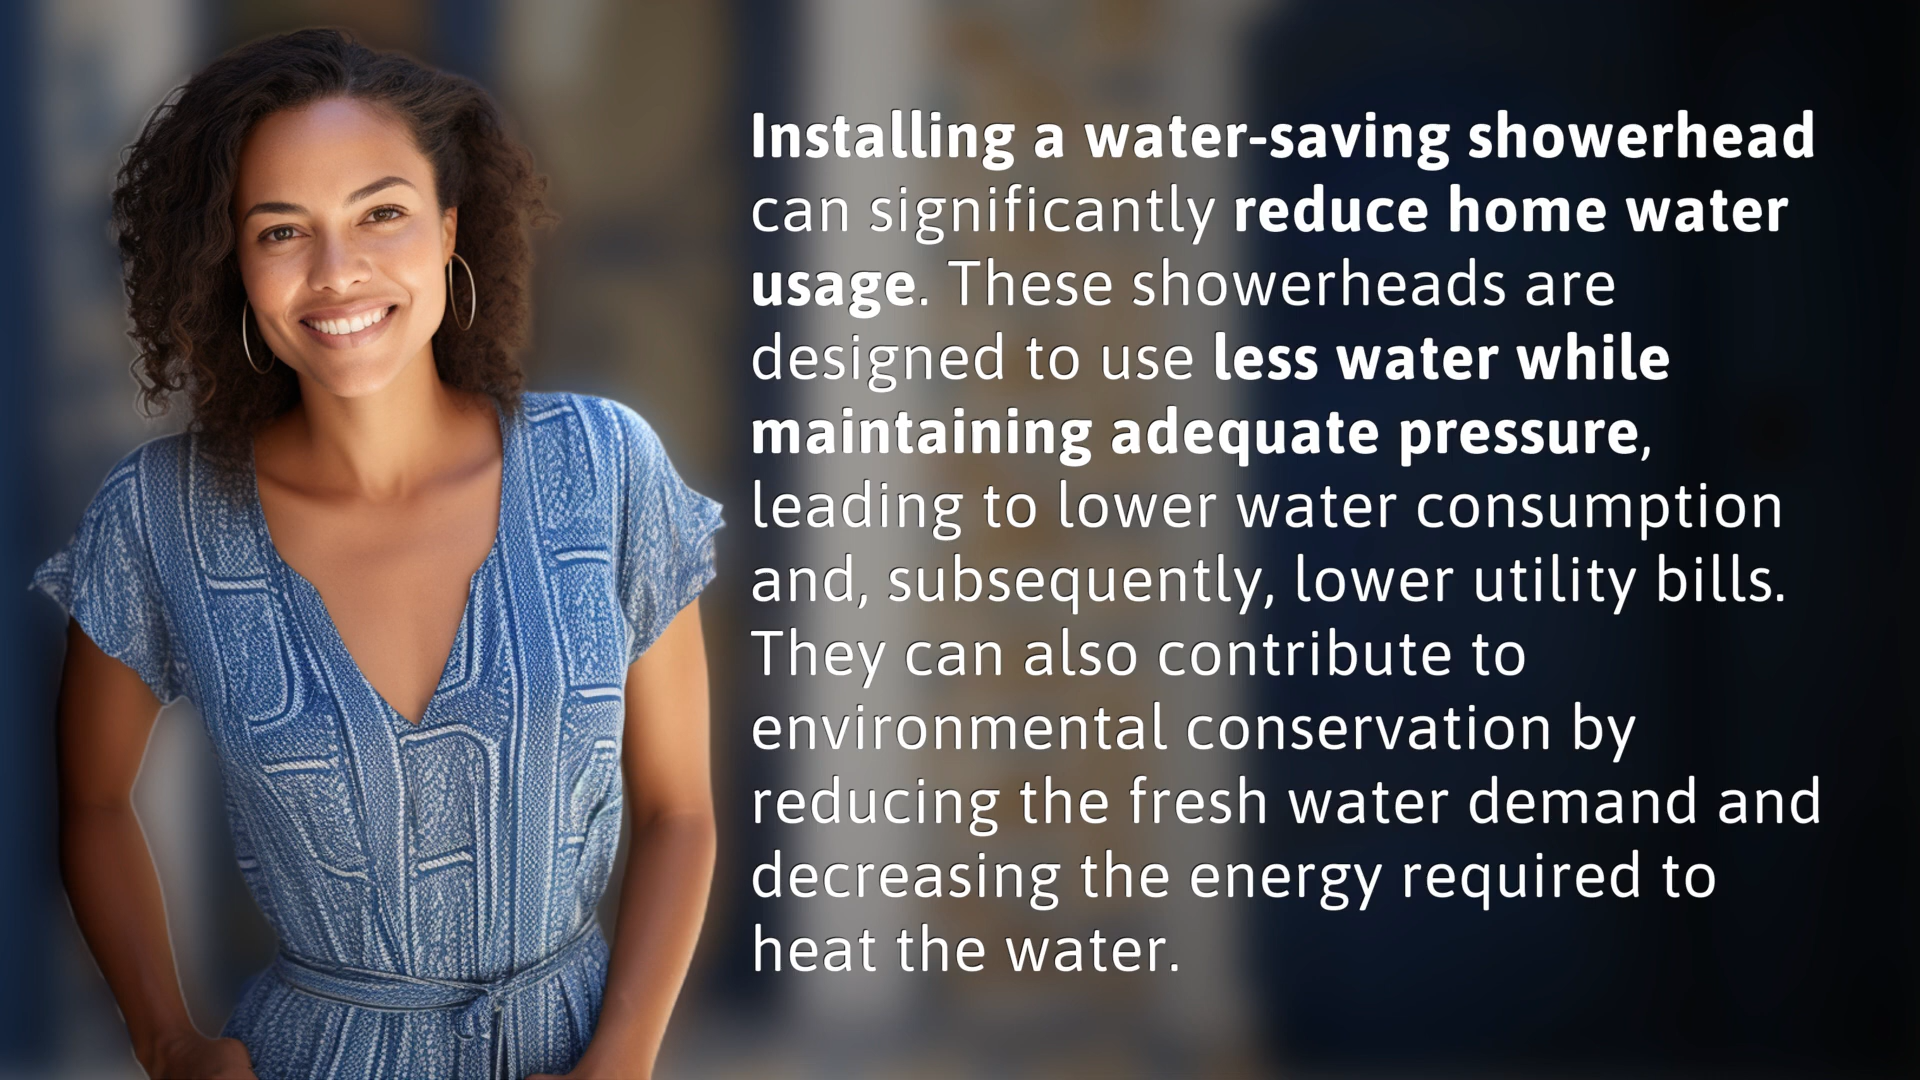 Installing a water-saving showerhead
can significantly reduce home water
usage. These showerheads are
designed to use less water while
maintaining adequate pressure,
leading to lower water consumption
and, subsequently, lower utility bills.
They can also contribute to
environmental conservation by
reducing the fresh water demand and
decreasing the energy required to
heat the water.